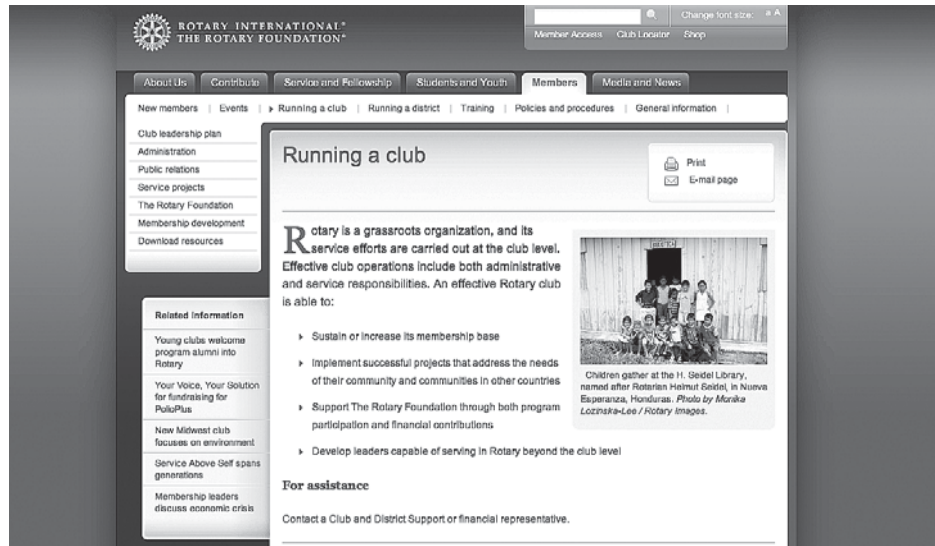 ROTARY INTERNATIONAL®
THE ROTARY FOUNDATION®
Change font size: a A
Member Access Club Locator Shop
About Us Contribute Service and Fellowship Students and Youth Members Media and News
New members | Events | Running a club | Running a district | Training | Policies and procedures | General information |
Club leadership plan
Administration
Public relations
Service projects
The Rotary Foundation
Membership development
Download resources
Related Information
Young clubs welcome
program alumni into
Rotary
Your Voice, Your Solution
for fundraising for
PolioPlus
New Midwest club
focuses on environment
Service Above Self spans
generations
Membership leaders
discuss economic crisis
Running a club
Print
E-mail page
Rotary is a grassroots organization, and its
service efforts are carried out at the club level.
Effective club operations include both administrative
and service responsibilities. An effective Rotary club
is able to:
Sustain or increase its membership base
Implement successful projects that address the needs
of their community and communities in other countries
Support The Rotary Foundation through both program
participation and financial contributions
Develop leaders capable of serving in Rotary beyond the club level
Children gather at the H. Seidel Library,
named after Rotarian Helmut Seidel, in Nueva
Esperanza, Honduras. Photo by Monika
Lozinska-Lee / Rotary Images.
For assistance
Contact a Club and District Support or financial representative.